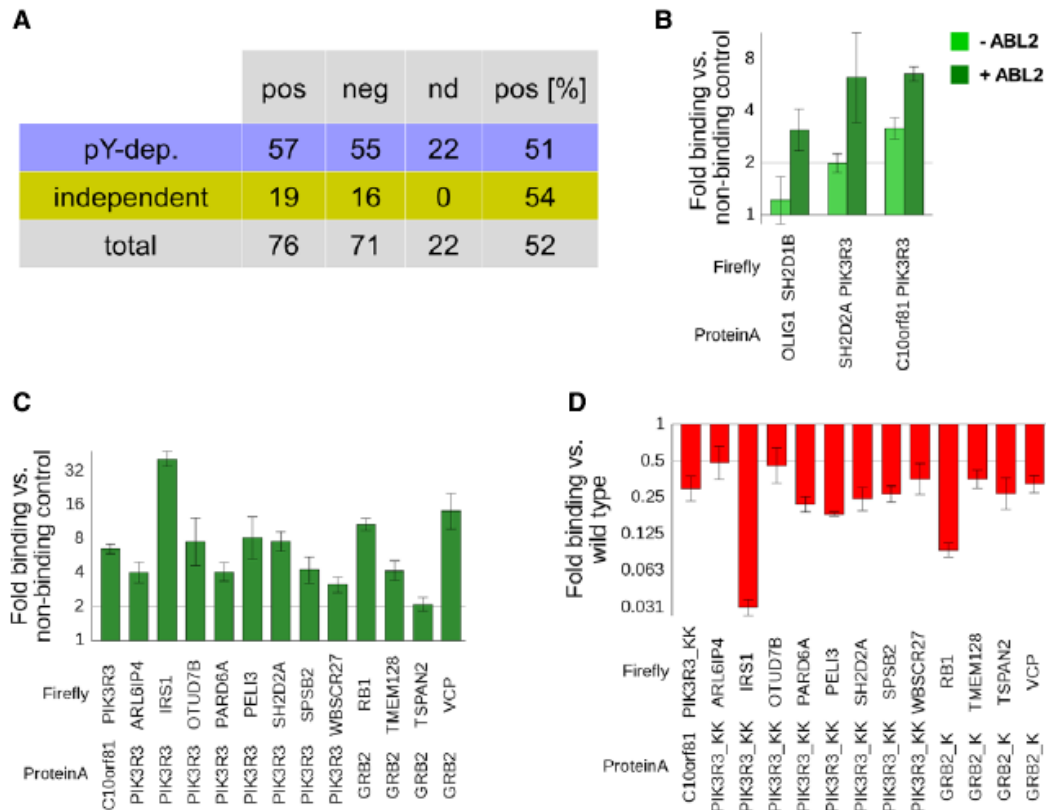 A
pos neg nd pos [%]
pY-dep. 57 55 22 51
independent 19 16 0 54
total 76 71 22 52
B
Fold binding vs.
non-binding control
8
4
2
1
- ABL2
+ ABL2
Firefly
SH2D1B PIK3R3 PIK3R3
ProteinA
OLIG1 SH2D2A C10orf81
C
Fold binding vs.
non-binding control
32
16
8
4
2
1
Firefly
PIK3R3 ARL6IP4 IRS1 OTUD7B PARD6A PELI3 SH2D2A SPSB2 WBSCR27 RB1 TMEM128 TSPAN2 VCP
ProteinA
C10orf81 PIK3R3 PIK3R3 PIK3R3 PIK3R3 PIK3R3 PIK3R3 PIK3R3 PIK3R3 GRB2 GRB2 GRB2 GRB2
D
Fold binding vs.
wild type
1
0.5
0.25
0.125
0.063
0.031
Firefly
PIK3R3_KK ARL6IP4 IRS1 OTUD7B PARD6A PELI3 SH2D2A SPSB2 WBSCR27 RB1 TMEM128 TSPAN2 VCP
ProteinA
C10orf81 PIK3R3_KK PIK3R3_KK PIK3R3_KK PIK3R3_KK PIK3R3_KK PIK3R3_KK PIK3R3_KK PIK3R3_KK GRB2_K GRB2_K GRB2_K GRB2_K